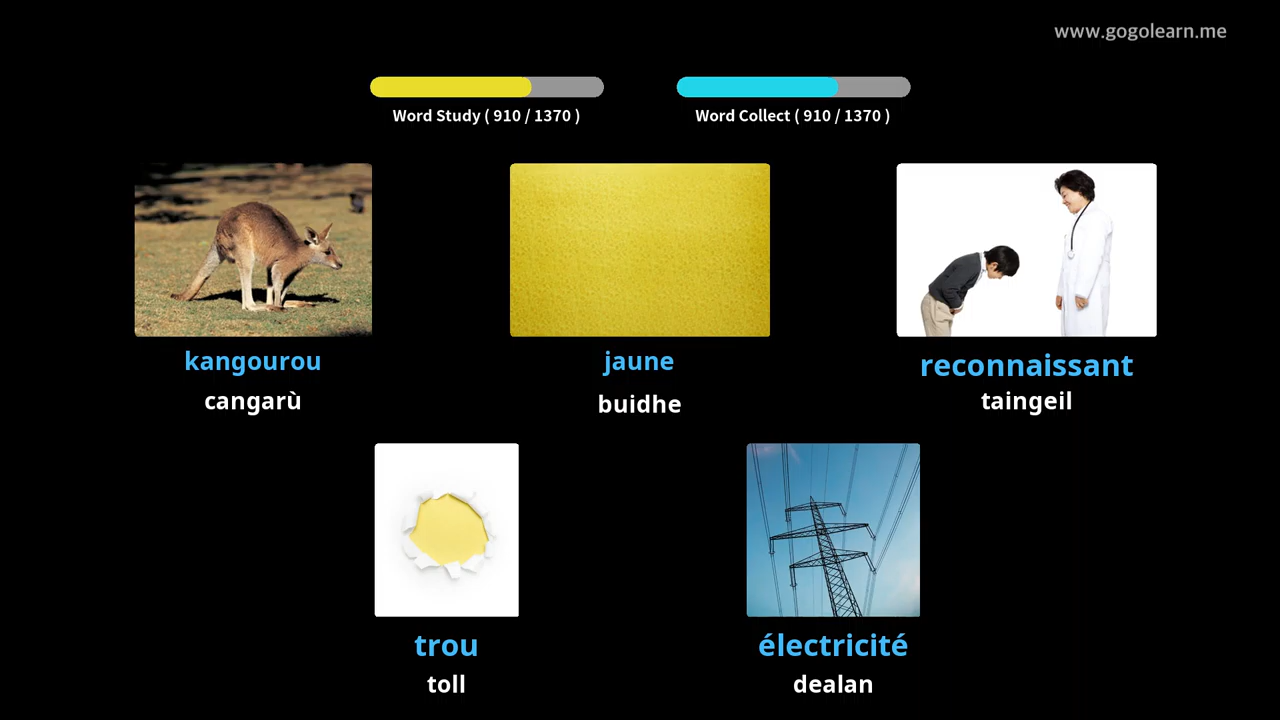 www.gogolearn.me
Word Study ( 910 / 1370 )
Word Collect ( 910 / 1370 )
kangourou
cangarù
jaune
buidhe
reconnaissant
taingeil
trou
toll
électricité
dealan